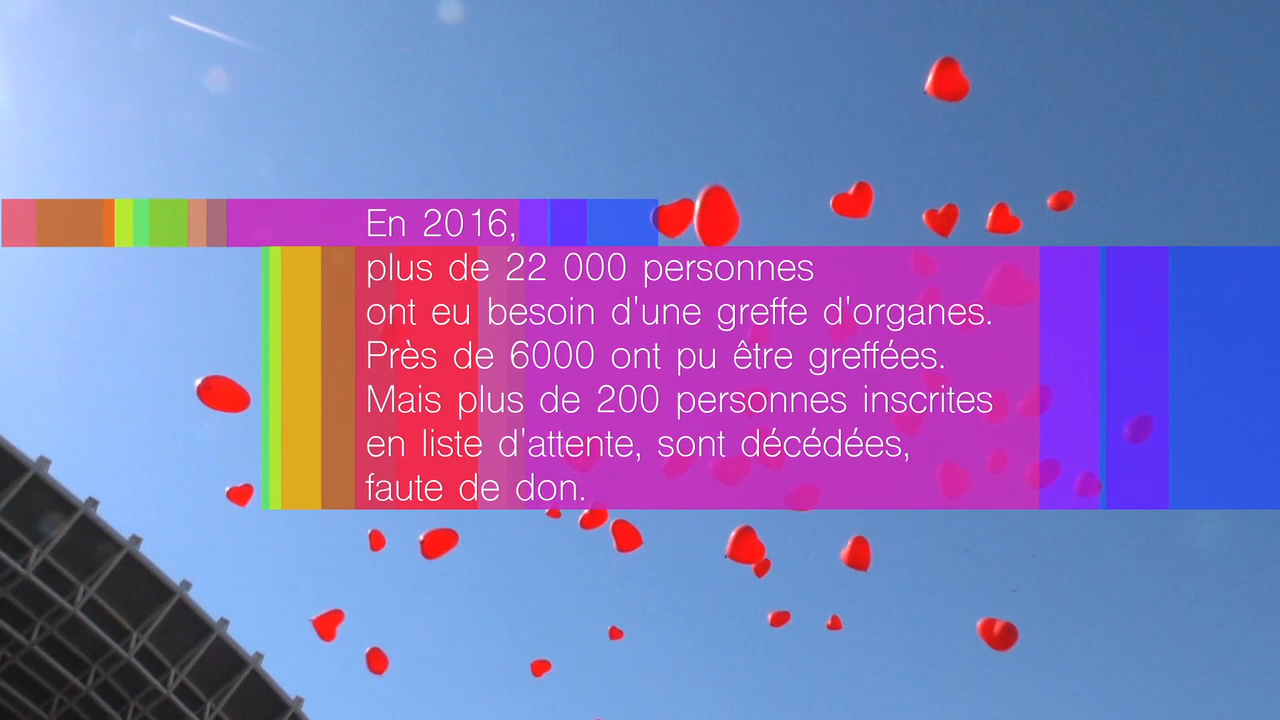 En 2016,
plus de 22 000 personnes
ont eu besoin d'une greffe d'organes.
Près de 6000 ont pu être greffées.
Mais plus de 200 personnes inscrites
en liste d'attente, sont décédées,
faute de don.